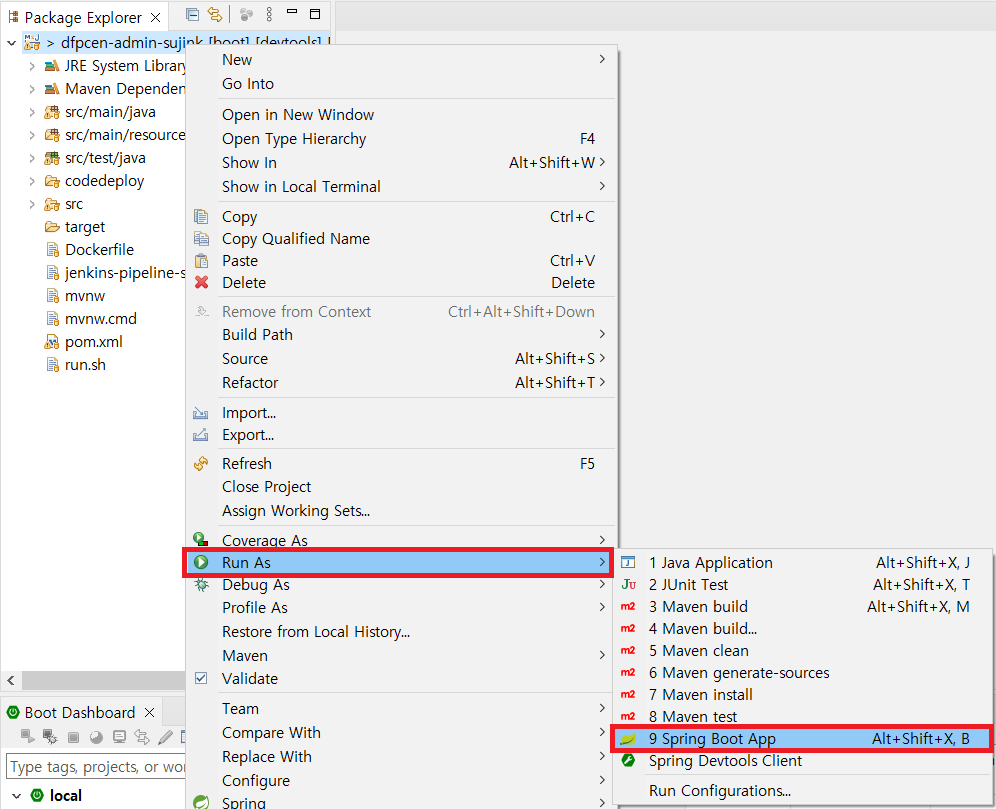 Package Explorer
> dfpcen-admin-sujink [boot] [devtools]
JRE System Library
Maven Dependen
src/main/java
src/main/resource
src/test/java
codedeploy
src
target
Dockerfile
jenkins-pipeline-s
mvnw
mvnw.cmd
pom.xml
run.sh
Boot Dashboard
Type tags, projects, or wor
local
New
Go Into
Open in New Window
Open Type Hierarchy F4
Show In Alt+Shift+W >
Show in Local Terminal
Copy Ctrl+C
Copy Qualified Name
Paste Ctrl+V
Delete Delete
Remove from Context Ctrl+Alt+Shift+Down
Build Path
Source Alt+Shift+S >
Refactor Alt+Shift+T >
Import...
Export...
Refresh F5
Close Project
Assign Working Sets...
Coverage As
Run As
Debug As
Profile As
Restore from Local History...
Maven
Validate
Team
Compare With
Replace With
Configure
Spring
1 Java Application Alt+Shift+X, J
Ju 2 JUnit Test Alt+Shift+X, T
m2 3 Maven build Alt+Shift+X, M
m2 4 Maven build...
m2 5 Maven clean
m2 6 Maven generate-sources
m2 7 Maven install
m2 8 Maven test
9 Spring Boot App Alt+Shift+X, B
Spring Devtools Client
Run Configurations...